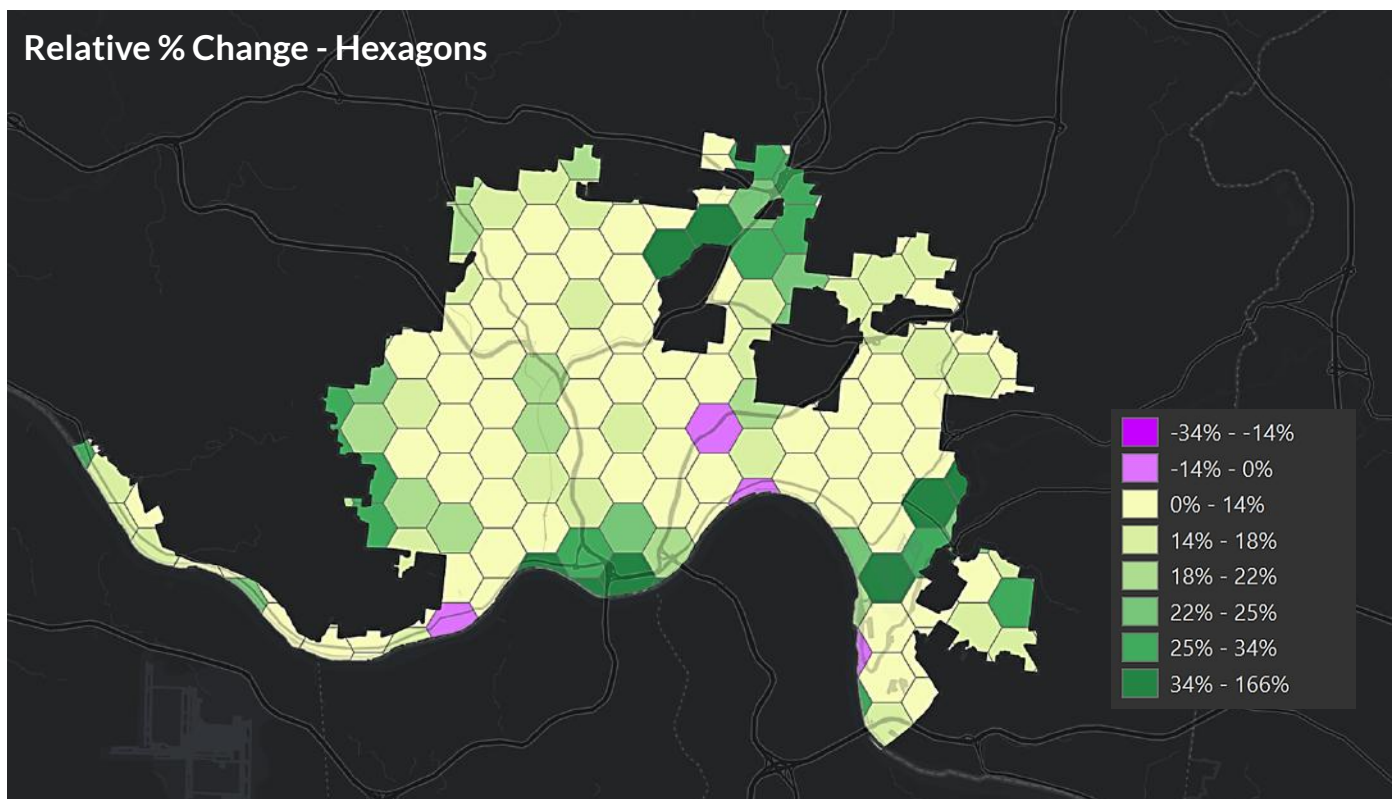 Relative % Change - Hexagons
-34% - -14%
-14% - 0%
0% - 14%
14% - 18%
18% - 22%
22% - 25%
25% - 34%
34% - 166%